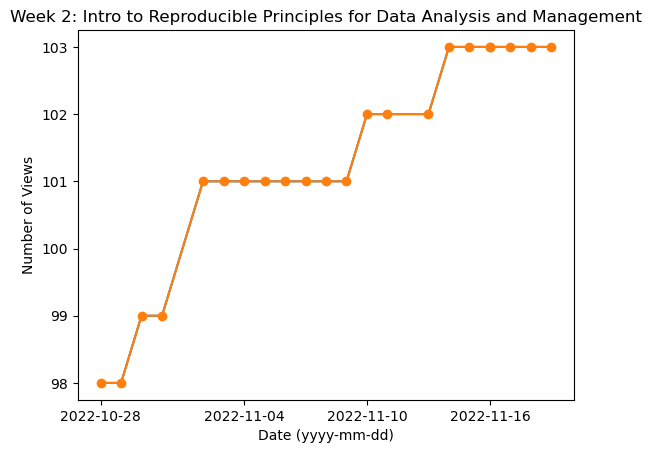 Week 2: Intro to Reproducible Principles for Data Analysis and Management
103
102
101
100
99
98
Number of Views
2022-10-28 2022-11-04 2022-11-10 2022-11-16
Date (yyyy-mm-dd)